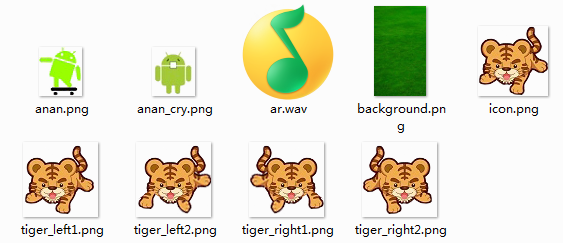 anan.png
anan_cry.png
ar.wav
background.pn
g
icon.png
tiger_left1.png
tiger_left2.png
tiger_right1.png
tiger_right2.png